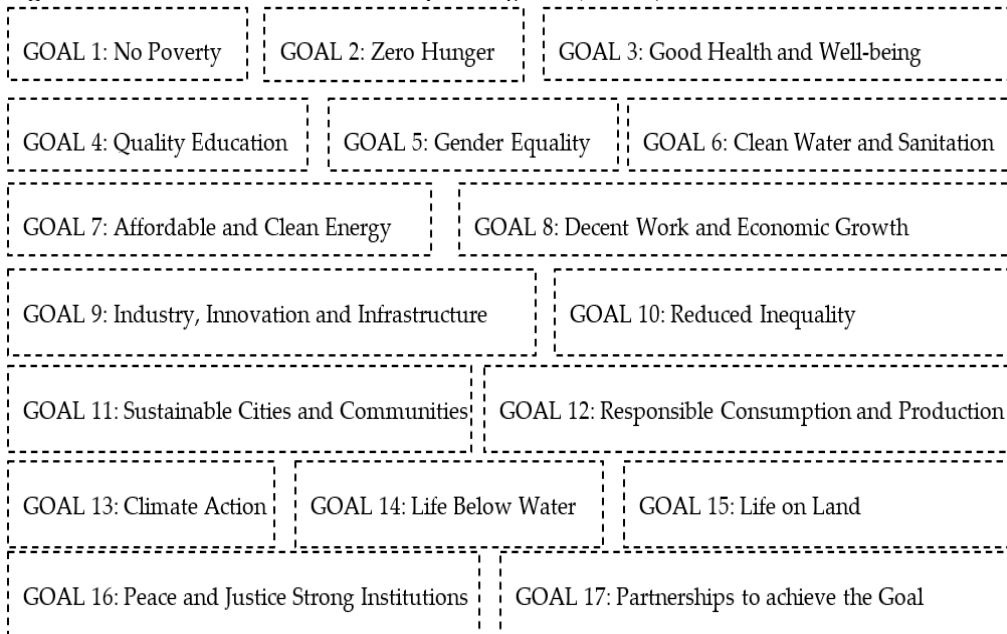 GOAL 1: No Poverty GOAL 2: Zero Hunger GOAL 3: Good Health and Well-being
GOAL 4: Quality Education GOAL 5: Gender Equality GOAL 6: Clean Water and Sanitation
GOAL 7: Affordable and Clean Energy GOAL 8: Decent Work and Economic Growth
GOAL 9: Industry, Innovation and Infrastructure GOAL 10: Reduced Inequality
GOAL 11: Sustainable Cities and Communities GOAL 12: Responsible Consumption and Production
GOAL 13: Climate Action GOAL 14: Life Below Water GOAL 15: Life on Land
GOAL 16: Peace and Justice Strong Institutions GOAL 17: Partnerships to achieve the Goal